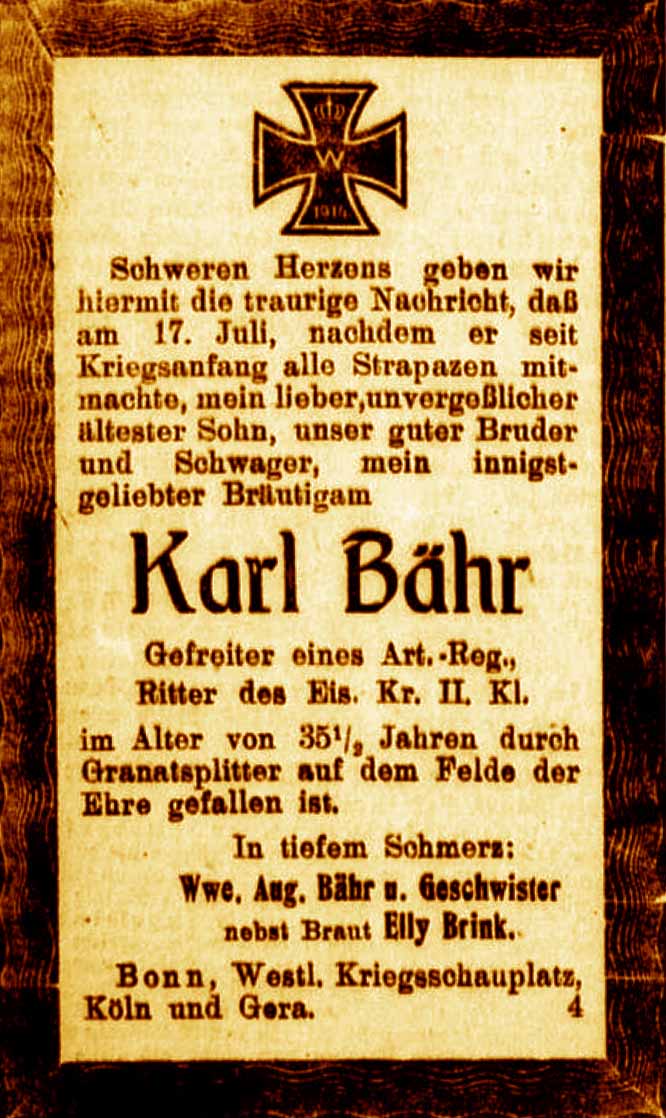 W
1914
Schweren Herzens geben wir
hiermit die traurige Nachricht, daß
am 17. Juli, nachdem er seit
Kriegsanfang alle Strapazen mit-
machte, mein lieber, unvergeßlicher
ältester Sohn, unser guter Bruder
und Schwager, mein innigst-
geliebter Bräutigam
Karl Bähr
Gefreiter eines Art.-Reg.,
Ritter des Eis. Kr. II. Kl.
im Alter von 35½ Jahren durch
Granatsplitter auf dem Felde der
Ehre gefallen ist.
In tiefem Schmerz:
Wwe. Aug. Bähr u. Geschwister
nebst Braut Elly Brink.
Bonn, Westl. Kriegsschauplatz,
Köln und Gera. 4